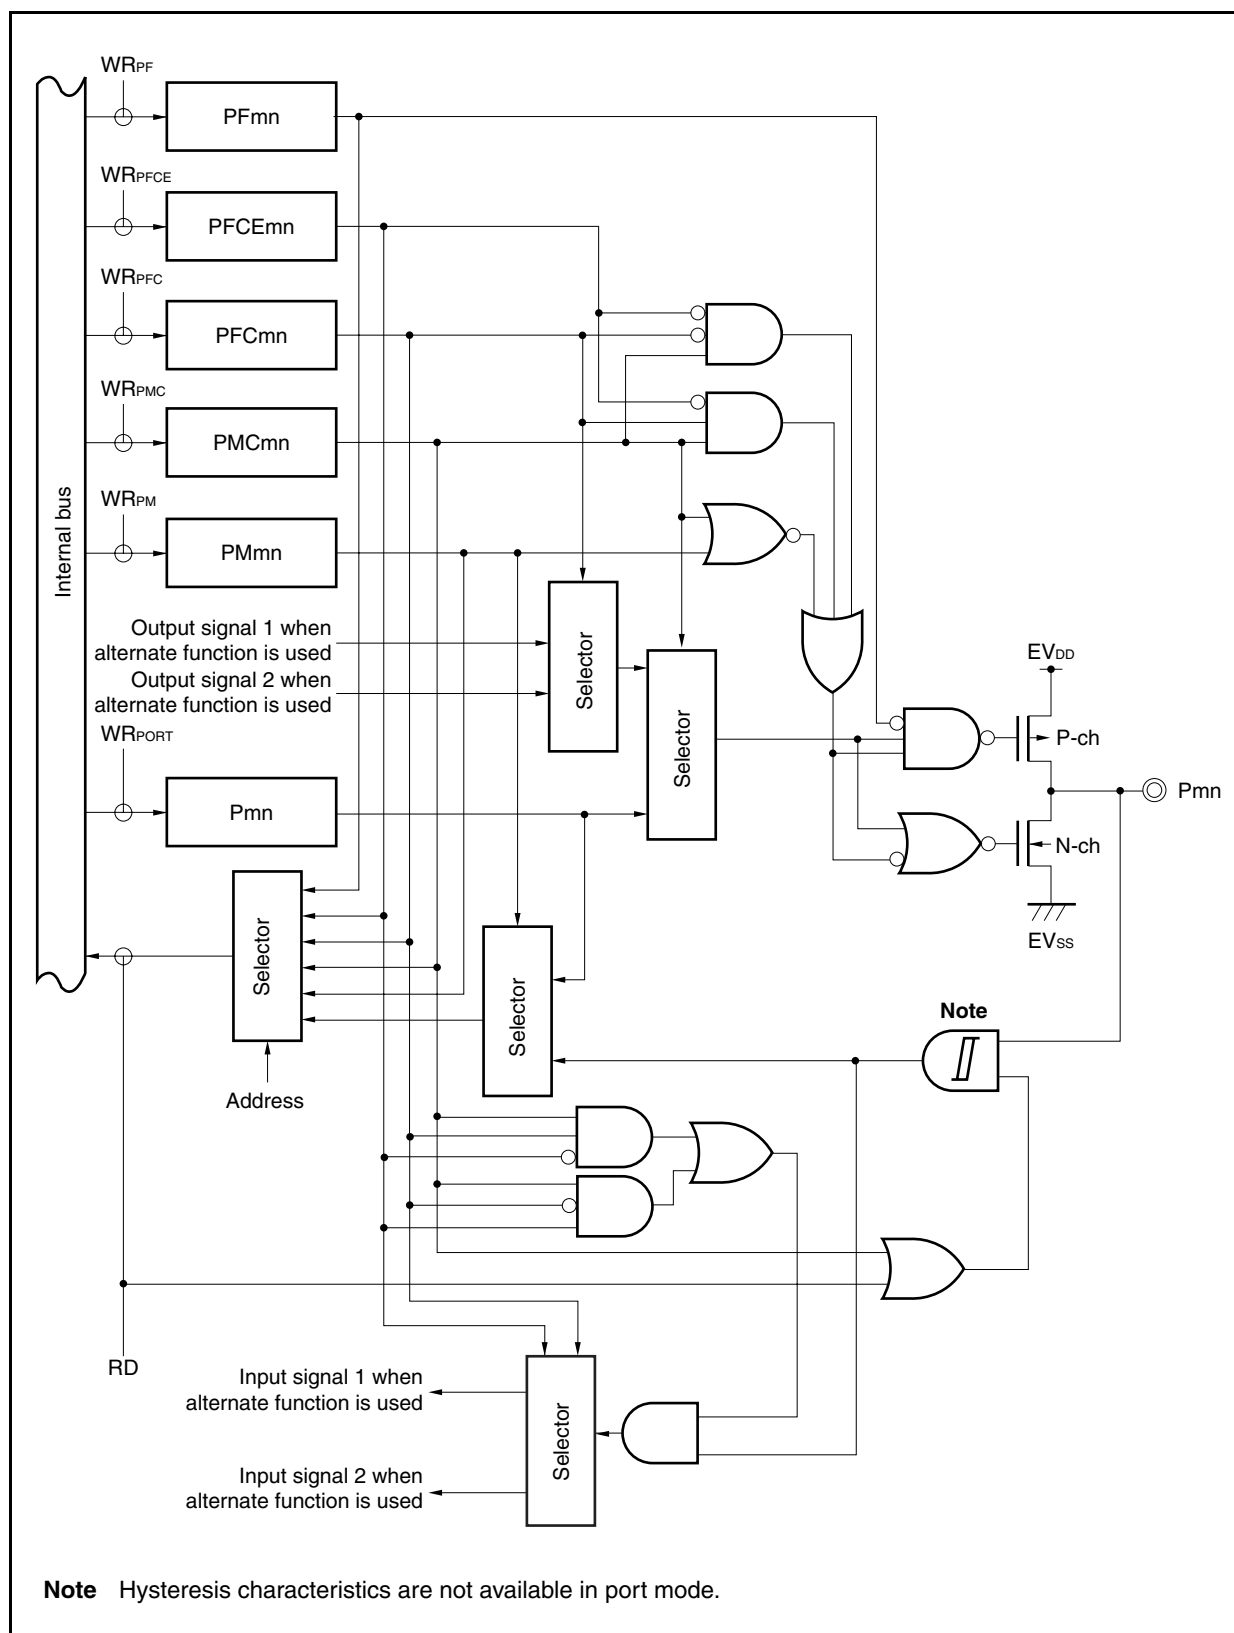 WRPF
PFmn
WRPFCE
PFCEmn
WRPFC
PFCmn
WRPMC
PMCmn
WRPM
PMmn
Internal bus
Output signal 1 when
alternate function is used
Output signal 2 when
alternate function is used
Selector
Selector
WRPORT
Pmn
EVDD
P-ch
Pmn
N-ch
EVSS
Selector
Address
Selector
Note
RD
Input signal 1 when
alternate function is used
Input signal 2 when
alternate function is used
Selector
Note Hysteresis characteristics are not available in port mode.